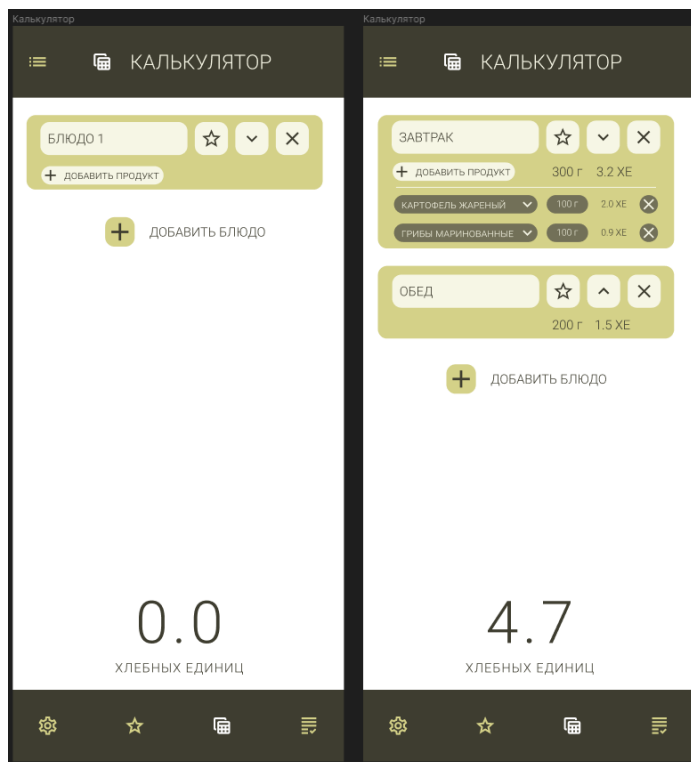 Калькулятор
КАЛЬКУЛЯТОР
БЛЮДО 1
ДОБАВИТЬ ПРОДУКТ
ДОБАВИТЬ БЛЮДО
0.0
ХЛЕБНЫХ ЕДИНИЦ
Калькулятор
КАЛЬКУЛЯТОР
ЗАВТРАК
ДОБАВИТЬ ПРОДУКТ 300 г 3.2 ХЕ
КАРТОФЕЛЬ ЖАРЕНЫЙ 100 г 2.0 ХЕ
ГРИБЫ МАРИНОВАННЫЕ 100 г 0.9 ХЕ
ОБЕД
200 г 1.5 ХЕ
ДОБАВИТЬ БЛЮДО
4.7
ХЛЕБНЫХ ЕДИНИЦ